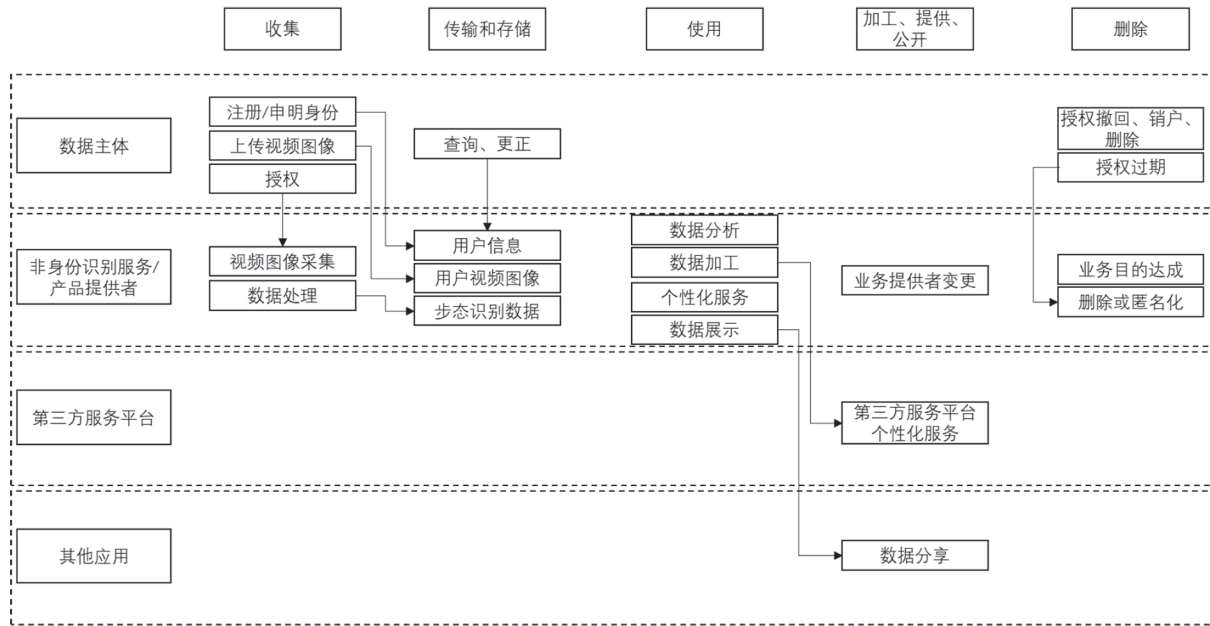 收集
传输和存储
使用
加工、提供、
公开
删除
数据主体
注册/申明身份
上传视频图像
授权
查询、更正
授权撤回、销户、
删除
授权过期
非身份识别服务/
产品提供者
视频图像采集
数据处理
用户信息
用户视频图像
步态识别数据
数据分析
数据加工
个性化服务
数据展示
业务提供者变更
业务目的达成
删除或匿名化
第三方服务平台
第三方服务平台
个性化服务
其他应用
数据分享